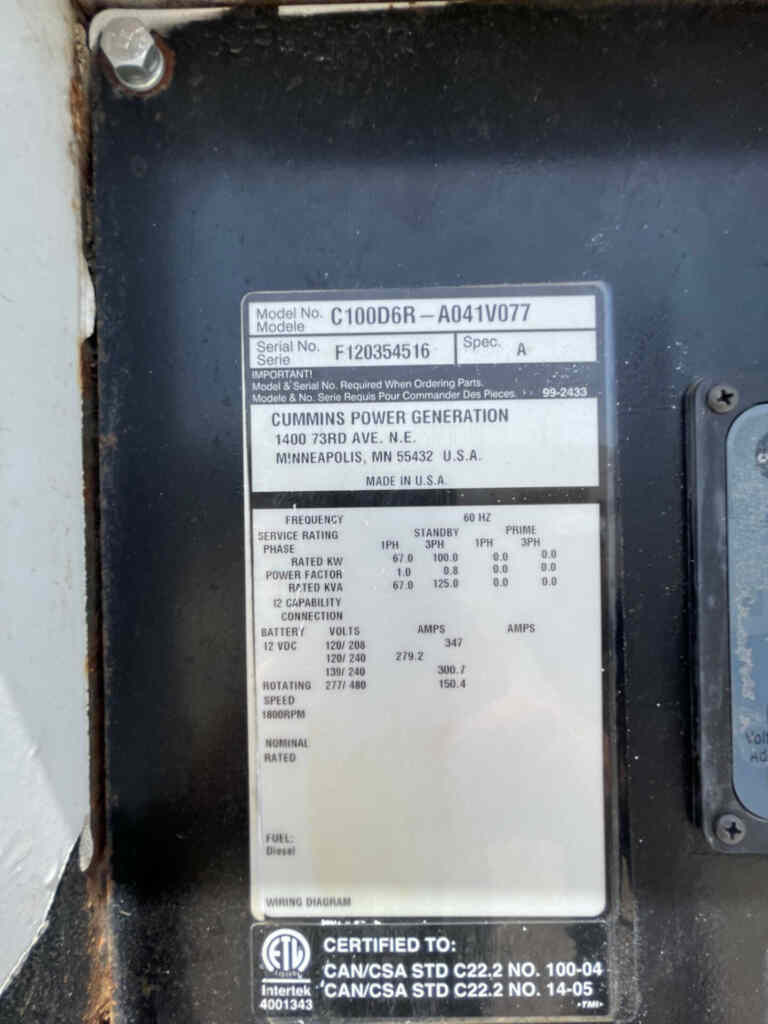 Model No. C100D6R – A041V077
Modele
Serial No. F120354516 Spec. A
Serie
IMPORTANT!
Model & Serial No. Required When Ordering Parts.
Modele & No. Serie Requis Pour Commander Des Pieces. 99-2433
CUMMINS POWER GENERATION
1400 73RD AVE. N.E.
MINNEAPOLIS, MN 55432 U.S.A.
MADE IN U.S.A.
FREQUENCY 60 HZ
SERVICE RATING STANDBY PRIME
PHASE 1PH 3PH 1PH 3PH
RATED KW 67.0 100.0 0.0 0.0
POWER FACTOR 1.0 0.8 0.0 0.0
RATED KVA 67.0 125.0 0.0 0.0
I2 CAPABILITY
CONNECTION
BATTERY VOLTS AMPS AMPS
12 VDC 120/ 208 347
120/ 240 279.2
139/ 240 300.7
ROTATING 277/ 480 150.4
SPEED
1800RPM
NOMINAL
RATED
FUEL:
Diesel
WIRING DIAGRAM
ETL
Intertek
4001343
CERTIFIED TO:
CAN/CSA STD C22.2 NO. 100-04
CAN/CSA STD C22.2 NO. 14-05
•TMI•
Volt
Ad